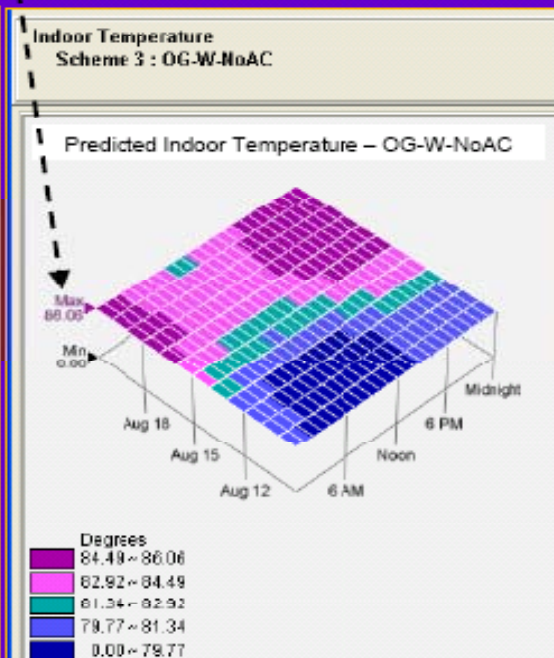 Indoor Temperature
Scheme 3 : OG-W-NoAC
Predicted Indoor Temperature – OG-W-NoAC
Max
86.06
Min
0.00
Midnight
Aug 18
6 PM
Aug 15
Noon
Aug 12
6 AM
Degrees
84.49 ~ 86.06
82.92 ~ 84.49
81.34 ~ 82.92
79.77 ~ 81.34
0.00 ~ 79.77